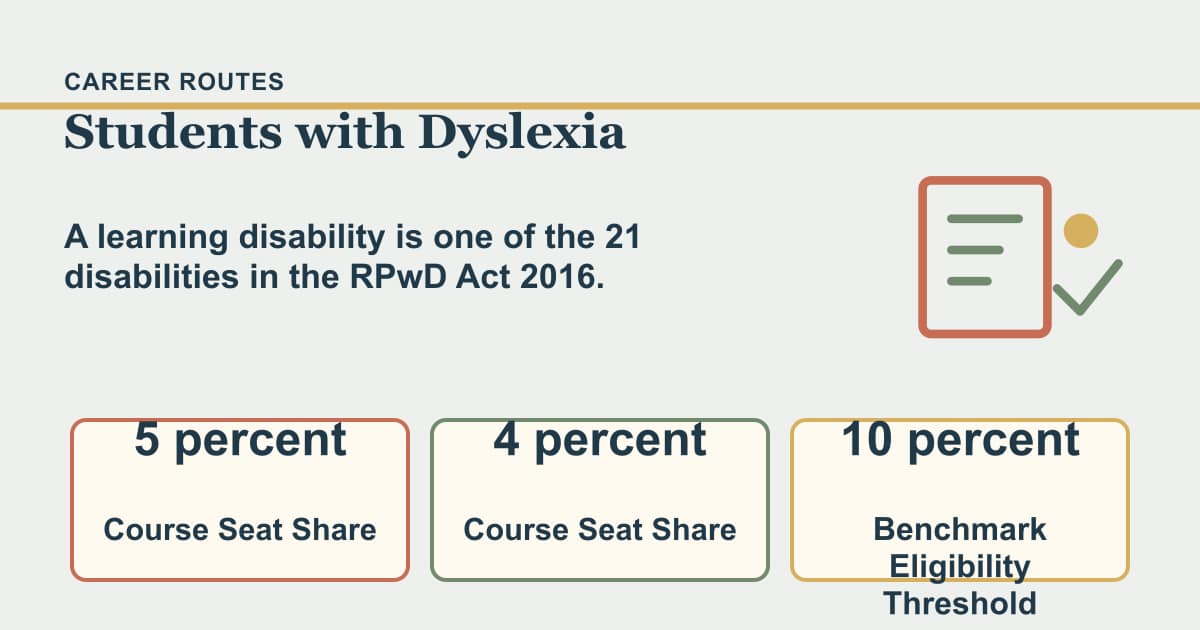 CAREER ROUTES
Students with Dyslexia
A learning disability is one of the 21
disabilities in the RPwD Act 2016.
5 percent
Course Seat Share
4 percent
Course Seat Share
10 percent
Benchmark
Eligibility
Threshold